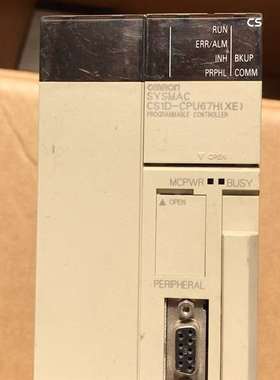 CS
RUN
ERR/ALM
INH BKUP
PRPHL COMM
OMRON
SYSMAC
CS1D-CPU67H(XE)
PROGRAMMABLE CONTROLLER
▽ OPEN
MCPWR BUSY
△ OPEN
PERIPHERAL